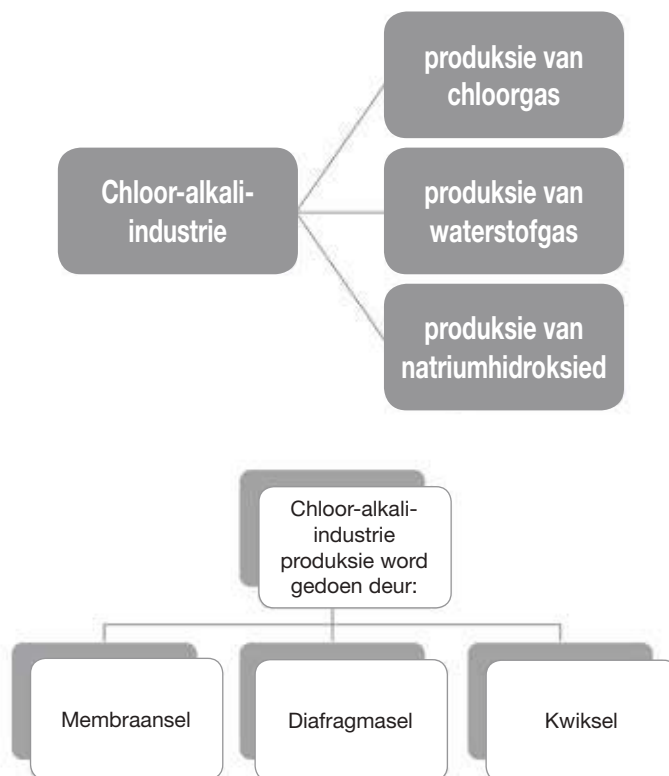 produksie van
chloorgas
Chloor-alkali-
industrie
produksie van
waterstofgas
produksie van
natriumhidroksied
Chloor-alkali-
industrie
produksie word
gedoen deur:
Membraansel
Diafragmasel
Kwiksel